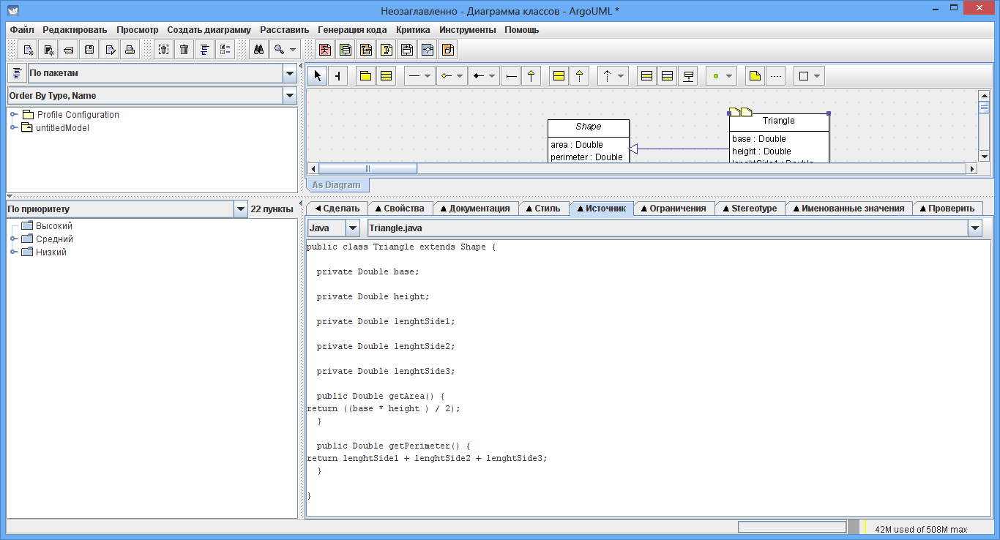 Неозаглавленно - Диаграмма классов - ArgoUML *
Файл Редактировать Просмотр Создать диаграмму Расставить Генерация кода Критика Инструменты Помощь
По пакетам
Order By Type, Name
Profile Configuration
untitledModel
Shape
area : Double
perimeter : Double
Triangle
base : Double
height : Double
lenghtSide1 : Double
As Diagram
По приоритету 22 пункты
Высокий
Средний
Низкий
Сделать Свойства Документация Стиль Источник Ограничения Stereotype Именованные значения Проверить
Java Triangle.java
public class Triangle extends Shape {
private Double base;
private Double height;
private Double lenghtSide1;
private Double lenghtSide2;
private Double lenghtSide3;
public Double getArea() {
return ((base * height ) / 2);
}
public Double getPerimeter() {
return lenghtSide1 + lenghtSide2 + lenghtSide3;
}
}
42M used of 508M max